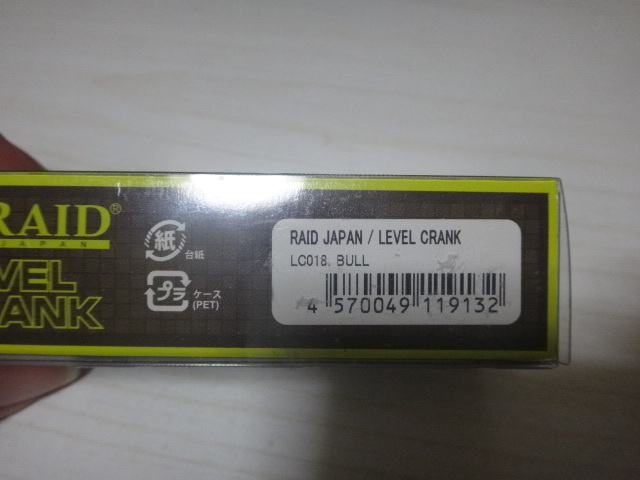 RAID®
JAPAN
VEL
ANK
紙
台紙
プラ
ケース
(PET)
RAID JAPAN / LEVEL CRANK
LC018. BULL
4 570049 119132